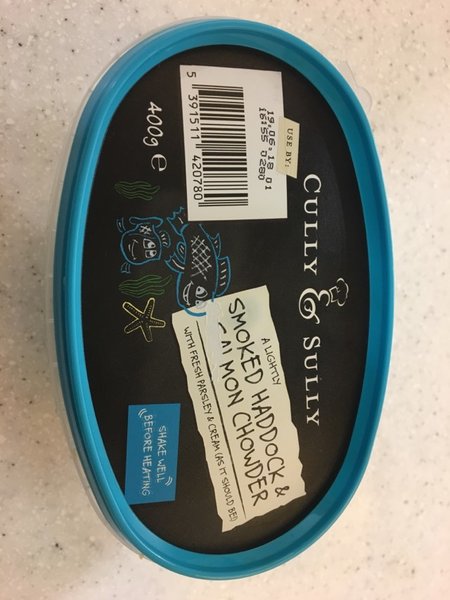 CULLY & SULLY
USE BY:
19.06.18 01
16:55 0280
5 391511 420780
400g e
A LIGHTLY
SMOKED HADDOCK &
SALMON CHOWDER
WITH FRESH PARSLEY & CREAM (AS IT SHOULD BE!)
SHAKE WELL
BEFORE HEATING